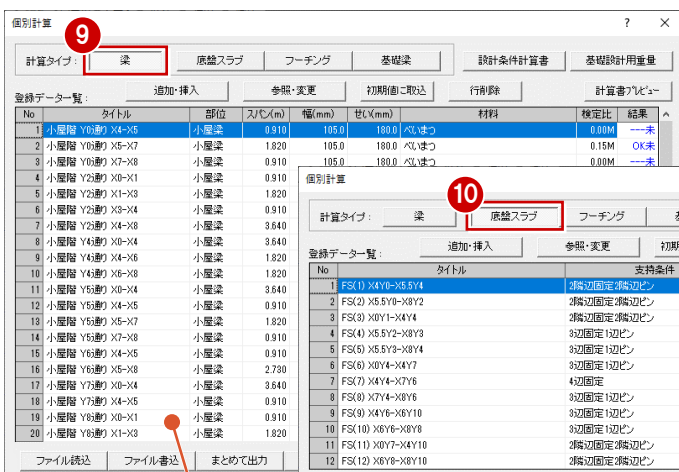 個別計算 ? ×
9
計算タイプ: 梁 底盤スラブ フーチング 基礎梁 設計条件計算書 基礎設計用重量
登録データ一覧: 追加・挿入 参照・変更 初期値に取込 行削除 計算書プレビュー
No タイトル 部位 スパン(m) 幅(mm) せい(mm) 材料 検定比 結果
1 小屋階 Y0通り X4-X5 小屋梁 0.910 105.0 180.0 べいまつ 0.00M ---未
2 小屋階 Y0通り X5-X7 小屋梁 1.820 105.0 180.0 べいまつ 0.15M OK未
3 小屋階 Y0通り X7-X8 小屋梁 0.910 105.0 180.0 べいまつ 0.00M ---未
4 小屋階 Y2通り X0-X1 小屋梁 0.910
5 小屋階 Y2通り X1-X3 小屋梁 1.820
6 小屋階 Y2通り X3-X4 小屋梁 0.910
7 小屋階 Y2通り X4-X8 小屋梁 3.640
8 小屋階 Y4通り X0-X4 小屋梁 3.640
9 小屋階 Y4通り X4-X6 小屋梁 1.820
10 小屋階 Y4通り X6-X8 小屋梁 1.820
11 小屋階 Y5通り X0-X4 小屋梁 3.640
12 小屋階 Y5通り X4-X5 小屋梁 0.910
13 小屋階 Y5通り X5-X7 小屋梁 1.820
14 小屋階 Y5通り X7-X8 小屋梁 0.910
15 小屋階 Y6通り X4-X5 小屋梁 0.910
16 小屋階 Y6通り X5-X8 小屋梁 2.730
17 小屋階 Y7通り X0-X4 小屋梁 3.640
18 小屋階 Y7通り X4-X5 小屋梁 0.910
19 小屋階 Y8通り X0-X1 小屋梁 0.910
20 小屋階 Y8通り X1-X3 小屋梁 1.820
ファイル読込 ファイル書込 まとめて出力
個別計算
10
計算タイプ: 梁 底盤スラブ フーチング
登録データ一覧: 追加・挿入 参照・変更 初期
No タイトル 支持条件
1 FS(1) X4Y0-X5.5Y4 2隣辺固定2隣辺ピン
2 FS(2) X5.5Y0-X8Y2 2隣辺固定2隣辺ピン
3 FS(3) X0Y1-X4Y4 2隣辺固定2隣辺ピン
4 FS(4) X5.5Y2-X8Y3 3辺固定1辺ピン
5 FS(5) X5.5Y3-X8Y4 3辺固定1辺ピン
6 FS(6) X0Y4-X4Y7 3辺固定1辺ピン
7 FS(7) X4Y4-X7Y6 4辺固定
8 FS(8) X7Y4-X8Y6 3辺固定1辺ピン
9 FS(9) X4Y6-X6Y10 3辺固定1辺ピン
10 FS(10) X6Y6-X8Y8 3辺固定1辺ピン
11 FS(11) X0Y7-X4Y10 2隣辺固定2隣辺ピン
12 FS(12) X6Y8-X8Y10 2隣辺固定2隣辺ピン